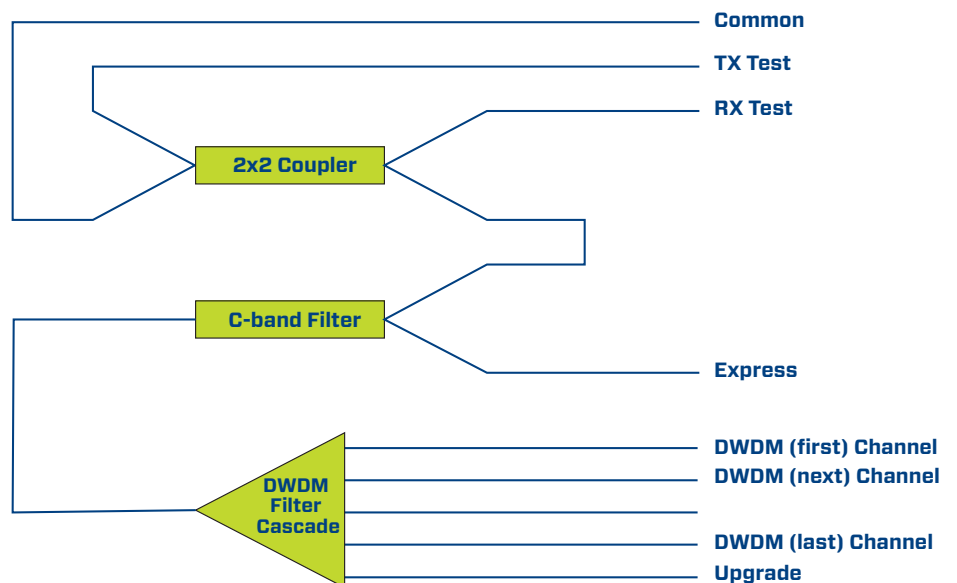 Common
TX Test
RX Test
2x2 Coupler
C-band Filter
Express
DWDM (first) Channel
DWDM (next) Channel
DWDM
Filter
Cascade
DWDM (last) Channel
Upgrade